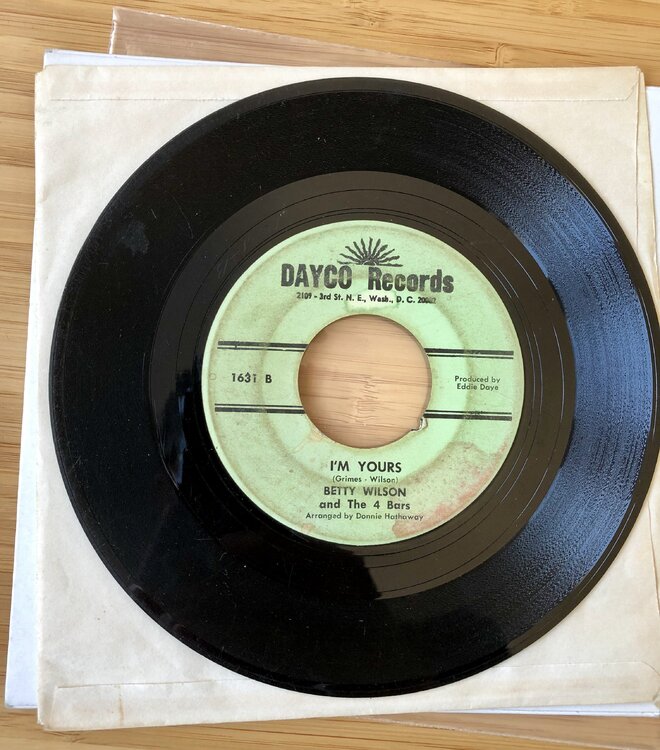 DAYCO Records
2109 - 3rd St. N. E., Wash., D. C.
1631 B
Produced by
Eddie Daye
I'M YOURS
(Grimes - Wilson)
BETTY WILSON
and The 4 Bars
Arranged by Donnie Hathaway